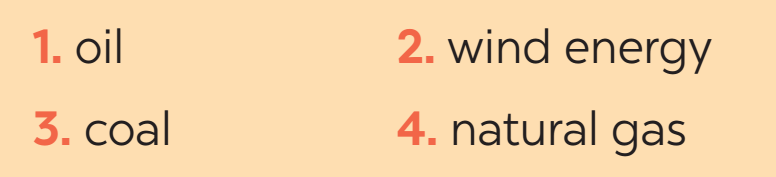 1. oil 2. wind energy
3. coal 4. natural gas